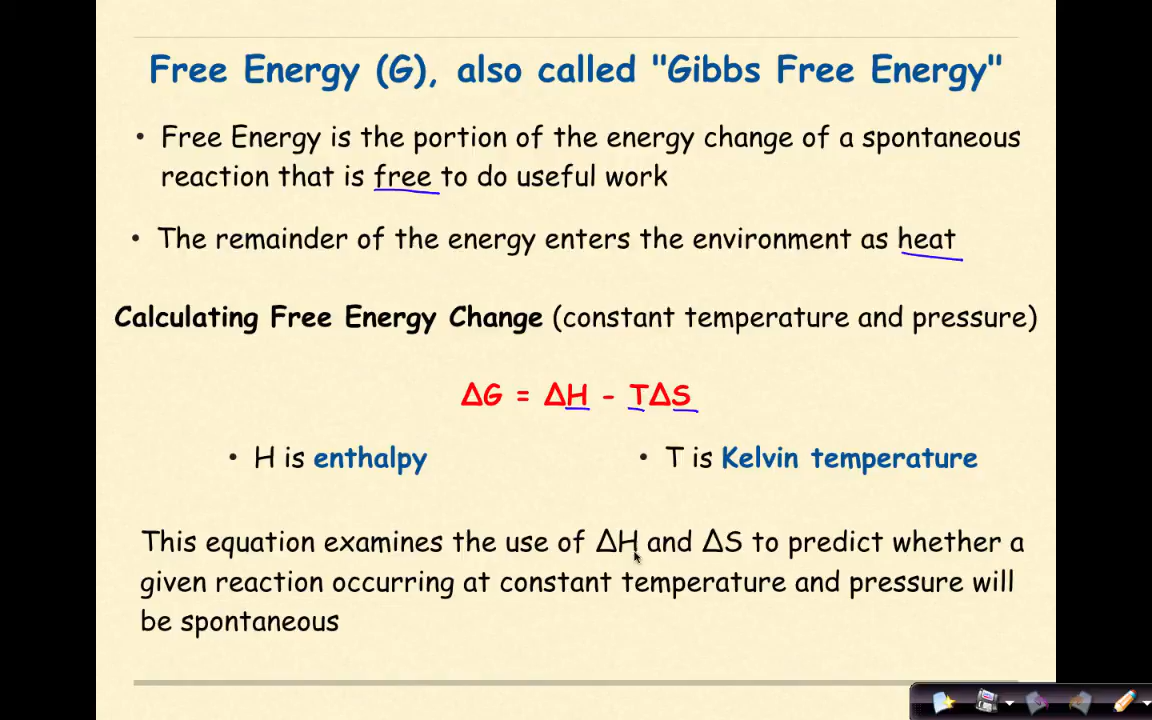 Free Energy (G), also called "Gibbs Free Energy"
• Free Energy is the portion of the energy change of a spontaneous
reaction that is free to do useful work
• The remainder of the energy enters the environment as heat
Calculating Free Energy Change (constant temperature and pressure)
ΔG = ΔH - TΔS
• H is enthalpy
• T is Kelvin temperature
This equation examines the use of ΔH and ΔS to predict whether a
given reaction occurring at constant temperature and pressure will
be spontaneous